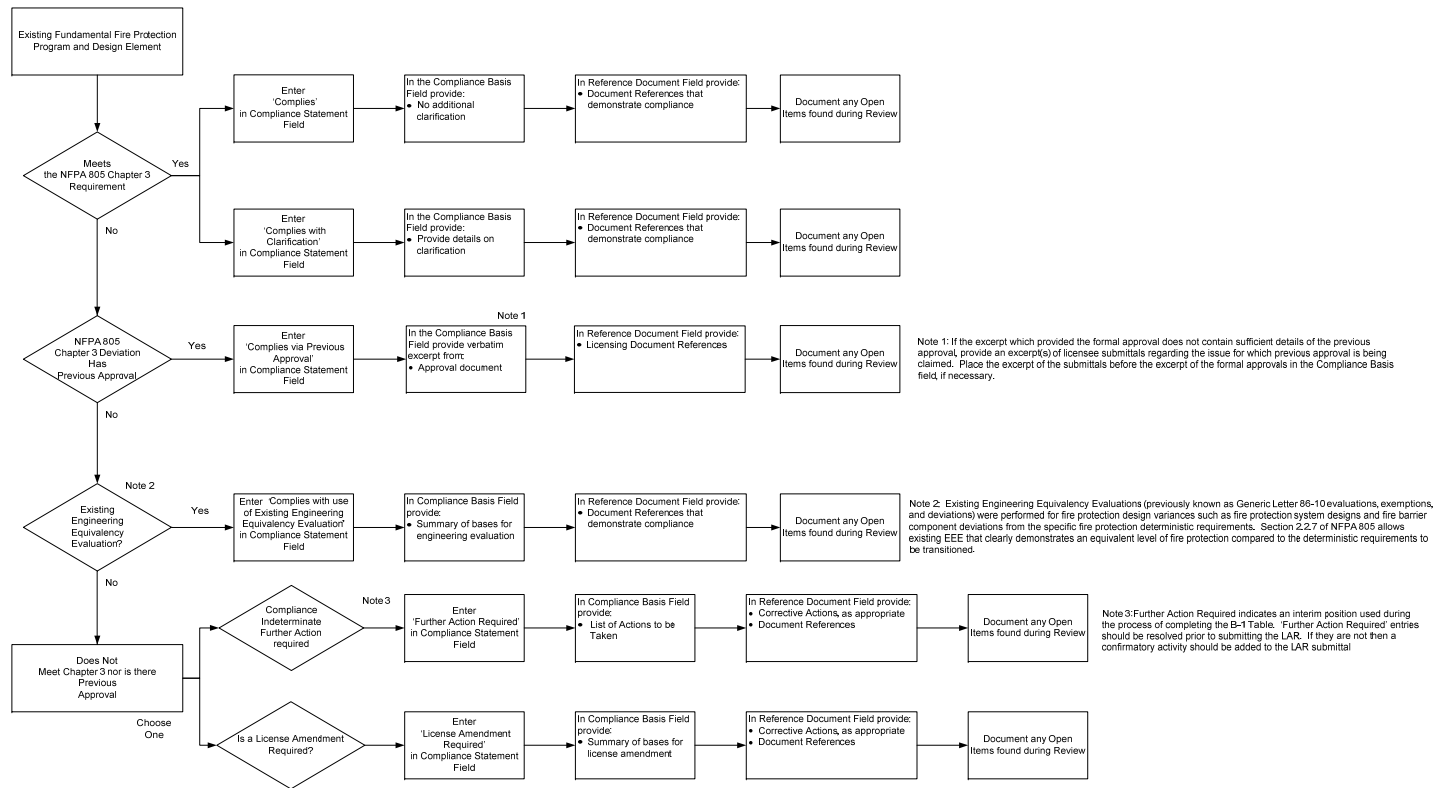 Existing Fundamental Fire Protection
Program and Design Element
Meets
the NFPA 805 Chapter 3
Requirement
Yes
No
Enter
'Complies'
in Compliance Statement
Field
In the Compliance Basis
Field provide:
• No additional
clarification
In Reference Document Field provide:
• Document References that
demonstrate compliance
Document any Open
Items found during Review
Enter
'Complies with
Clarification'
in Compliance Statement
Field
In the Compliance Basis
Field provide:
• Provide details on
clarification
In Reference Document Field provide:
• Document References that
demonstrate compliance
Document any Open
Items found during Review
NFPA 805
Chapter 3 Deviation
Has
Previous Approval
Yes
No
Enter
'Complies via Previous
Approval'
in Compliance Statement
Field
Note 1
In the Compliance Basis
Field provide verbatim
excerpt from:
• Approval document
In Reference Document Field provide:
• Licensing Document References
Document any Open
Items found during Review
Note 1: If the excerpt which provided the formal approval does not contain sufficient details of the previous
approval, provide an excerpt(s) of licensee submittals regarding the issue for which previous approval is being
claimed. Place the excerpt of the submittals before the excerpt of the formal approvals in the Compliance Basis
field, if necessary.
Note 2
Existing
Engineering
Equivalency
Evaluation?
Yes
No
Enter 'Complies with use
of Existing Engineering
Equivalency Evaluation'
in Compliance Statement
Field
In Compliance Basis Field
provide:
• Summary of bases for
engineering evaluation
In Reference Document Field provide:
• Document References that
demonstrate compliance
Document any Open
Items found during Review
Note 2: Existing Engineering Equivalency Evaluations (previously known as Generic Letter 86-10 evaluations, exemptions,
and deviations) were performed for fire protection design variances such as fire protection system designs and fire barrier
component deviations from the specific fire protection deterministic requirements. Section 2.2.7 of NFPA 805 allows
existing EEE that clearly demonstrates an equivalent level of fire protection compared to the deterministic requirements to
be transitioned.
Does Not
Meet Chapter 3 nor is there
Previous
Approval
Choose
One
Compliance
Indeterminate
Further Action
required
Note 3
Enter
'Further Action Required'
in Compliance Statement
Field
In Compliance Basis Field
provide:
• List of Actions to be
Taken
In Reference Document Field provide:
• Corrective Actions, as appropriate
• Document References
Document any Open
Items found during Review
Note 3: Further Action Required indicates an interim position used during
the process of completing the B-1 Table. 'Further Action Required' entries
should be resolved prior to submitting the LAR. If they are not then a
confirmatory activity should be added to the LAR submittal
Is a License Amendment
Required?
Enter
'License Amendment
Required'
in Compliance Statement
Field
In Compliance Basis Field
provide:
• Summary of bases for
license amendment
In Reference Document Field provide:
• Corrective Actions, as appropriate
• Document References
Document any Open
Items found during Review